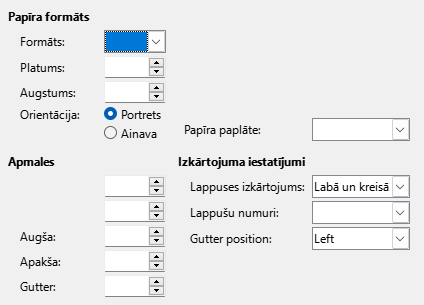 Papīra formāts
Formāts:
Platums:
Augstums:
Orientācija: Portrets
Ainava
Papīra paplāte:
Apmales
Izkārtojuma iestatījumi
Lappuses izkārtojums: Labā un kreisā
Lappušu numuri:
Augša:
Gutter position: Left
Apakša:
Gutter: